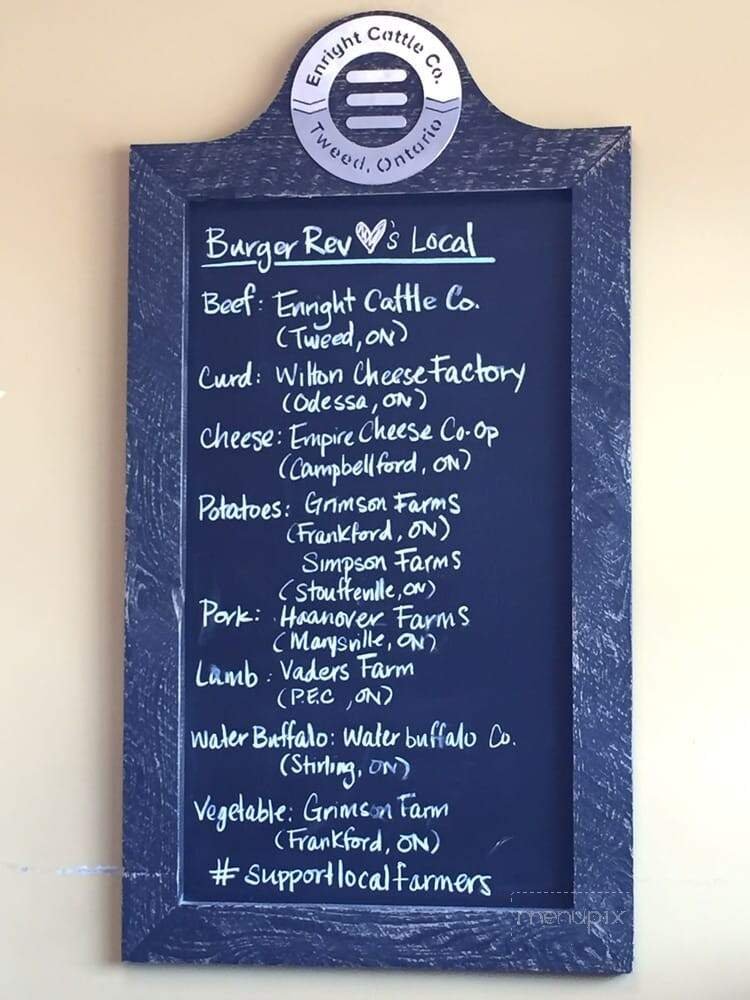 Enright Cattle Co.
Tweed, Ontario
Burger Rev ♥'s Local
Beef: Enright Cattle Co.
(Tweed, ON)
Curd: Wilton Cheese Factory
(Odessa, ON)
Cheese: Empire Cheese Co-Op
(Campbellford, ON)
Potatoes: Grimson Farms
(Frankford, ON)
Simpson Farms
(Stouffville, ON)
Pork: Haanover Farms
(Marysville, ON)
Lamb: Vaders Farm
(P.E.C, ON)
Water Buffalo: Water buffalo Co.
(Stirling, ON)
Vegetable: Grimson Farm
(Frankford, ON)
# supportlocalfarmers
menupix